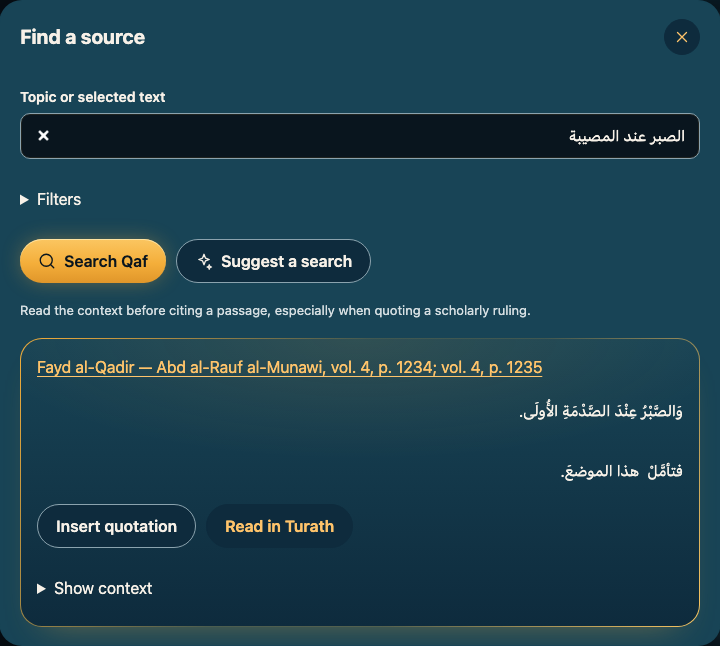 Find a source
Topic or selected text
الصبر عند المصيبة
Filters
Search Qaf
Suggest a search
Read the context before citing a passage, especially when quoting a scholarly ruling.
Fayd al-Qadir — Abd al-Rauf al-Munawi, vol. 4, p. 1234; vol. 4, p. 1235
وَالصَّبْرُ عِنْدَ الصَّدْمَةِ الأُولَى.
فتأمَّلْ هذا الموضعَ.
Insert quotation
Read in Turath
Show context